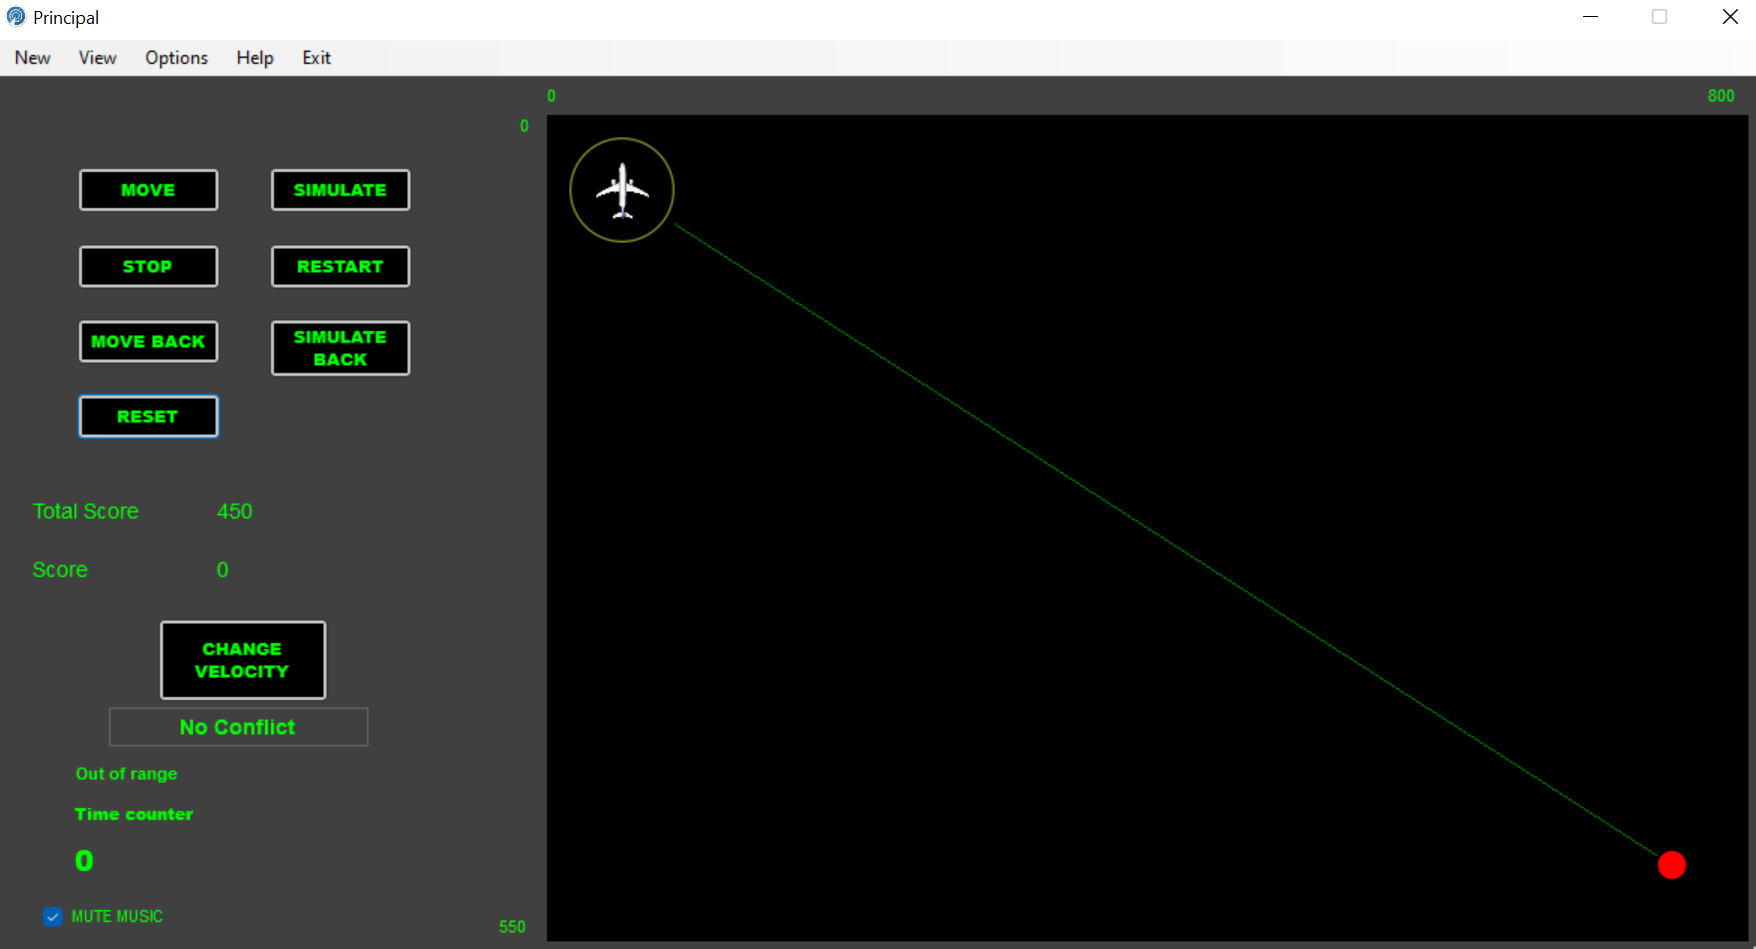 Principal
New View Options Help Exit
0
800
0
MOVE
SIMULATE
STOP
RESTART
MOVE BACK
SIMULATE
BACK
RESET
Total Score 450
Score 0
CHANGE
VELOCITY
No Conflict
Out of range
Time counter
0
MUTE MUSIC
550